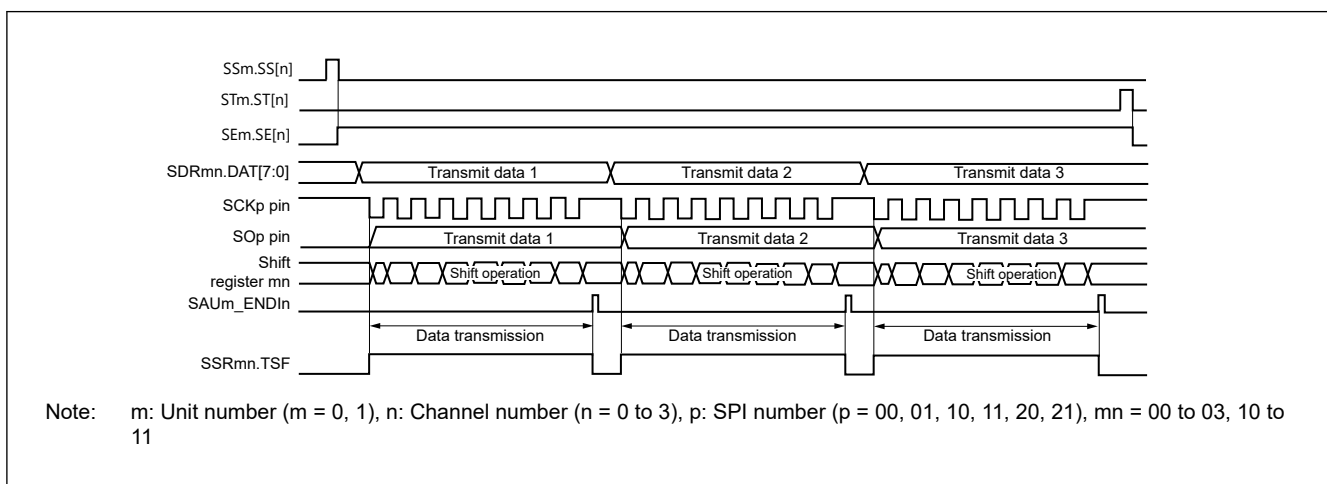 SSm.SS[n]
STm.ST[n]
SEm.SE[n]
SDRmn.DAT[7:0] Transmit data 1 Transmit data 2 Transmit data 3
SCKp pin
SOp pin Transmit data 1 Transmit data 2 Transmit data 3
Shift
register mn Shift operation Shift operation Shift operation
SAUm_ENDIn
Data transmission Data transmission Data transmission
SSRmn.TSF
Note: m: Unit number (m = 0, 1), n: Channel number (n = 0 to 3), p: SPI number (p = 00, 01, 10, 11, 20, 21), mn = 00 to 03, 10 to
11